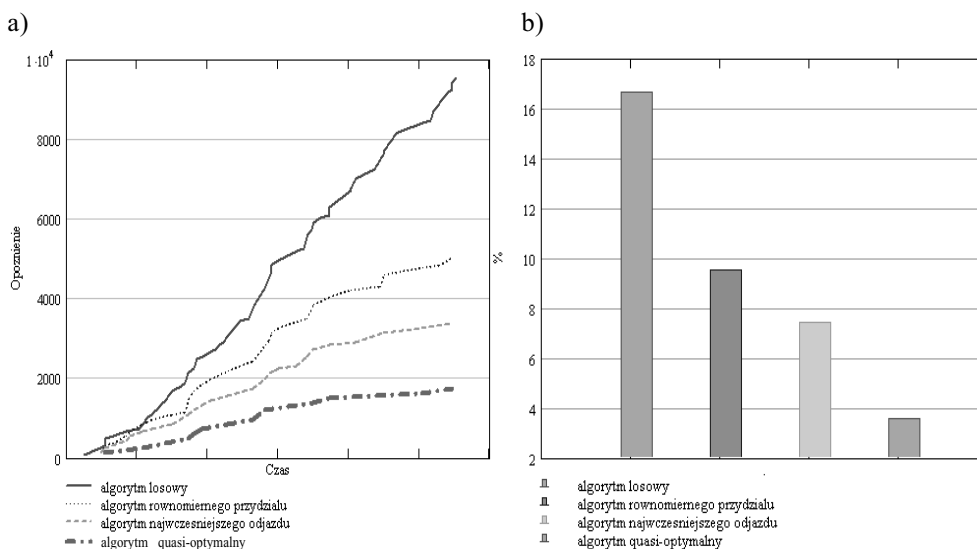 a)
b)
1·10⁴
8000
6000
4000
2000
0
Opoznienie
Czas
algorytm losowy
algorytm rownomiernego przydzialu
algorytm najwczesniejszego odjazdu
algorytm quasi-optymalny
18
16
14
12
10
8
6
4
2
%
algorytm losowy
algorytm rownomiernego przydzialu
algorytm najwczesniejszego odjazdu
algorytm quasi-optymalny